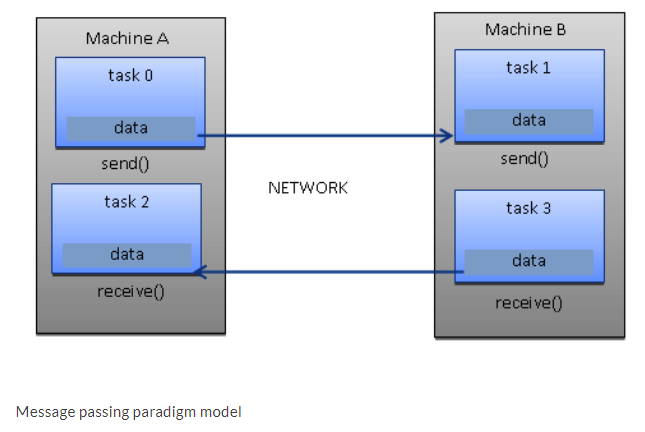 Machine A
task 0
data
send()
task 2
data
receive()
NETWORK
Machine B
task 1
data
send()
task 3
data
receive()
Message passing paradigm model